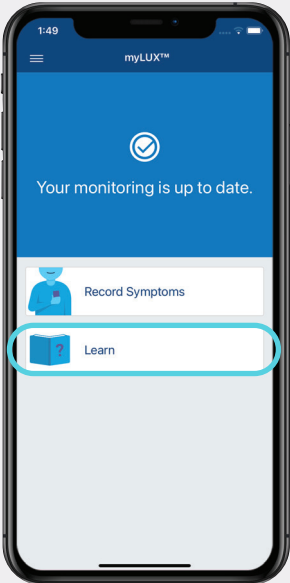 1:49
myLUX™
Your monitoring is up to date.
Record Symptoms
?
Learn